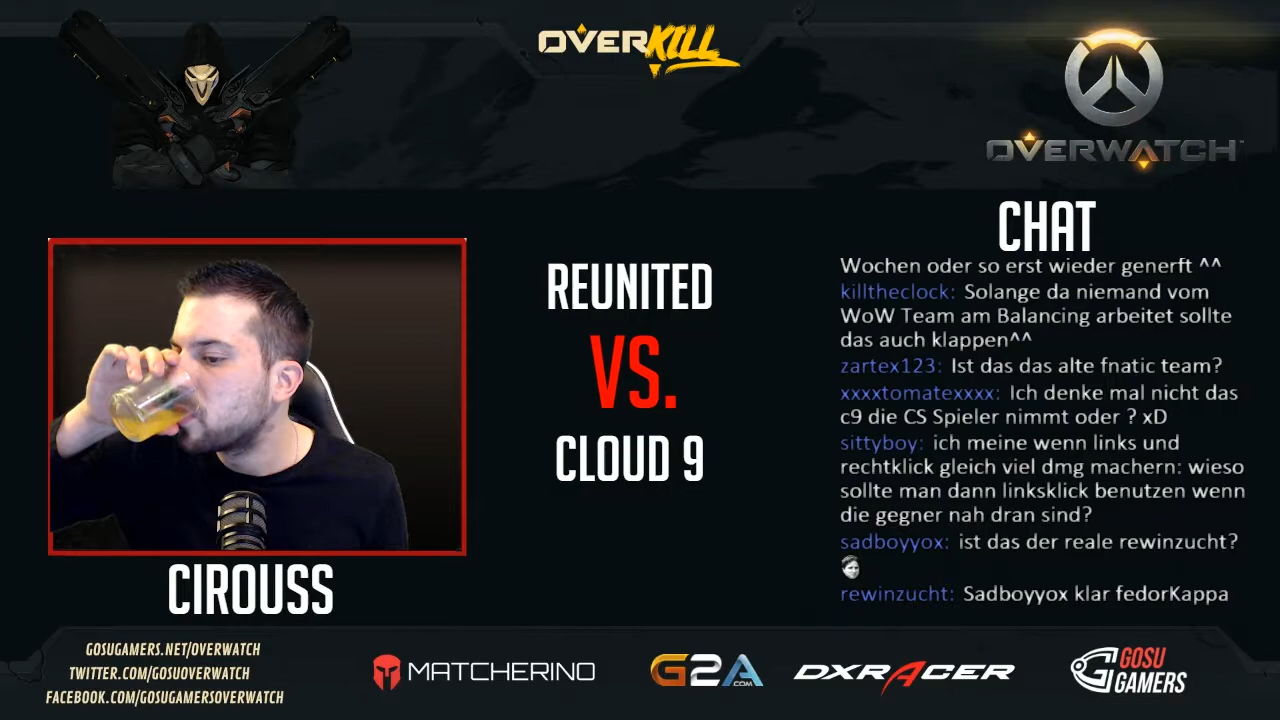 OVERKILL
OVERWATCH
CHAT
Wochen oder so erst wieder generft ^^
killtheclock: Solange da niemand vom
WoW Team am Balancing arbeitet sollte
das auch klappen^^
zartex123: Ist das das alte fnatic team?
xxxxtomatexxxx: Ich denke mal nicht das
c9 die CS Spieler nimmt oder ? xD
sittyboy: ich meine wenn links und
rechtklick gleich viel dmg machern: wieso
sollte man dann linksklick benutzen wenn
die gegner nah dran sind?
sadboyyox: ist das der reale rewinzucht?
rewinzucht: Sadboyyox klar fedorKappa
REUNITED
VS.
CLOUD 9
CIROUSS
GOSUGAMERS.NET/OVERWATCH
TWITTER.COM/GOSUOVERWATCH
FACEBOOK.COM/GOSUGAMERSOVERWATCH
MATCHERINO
G2A
.COM
DXRACER
GOSU
GAMERS